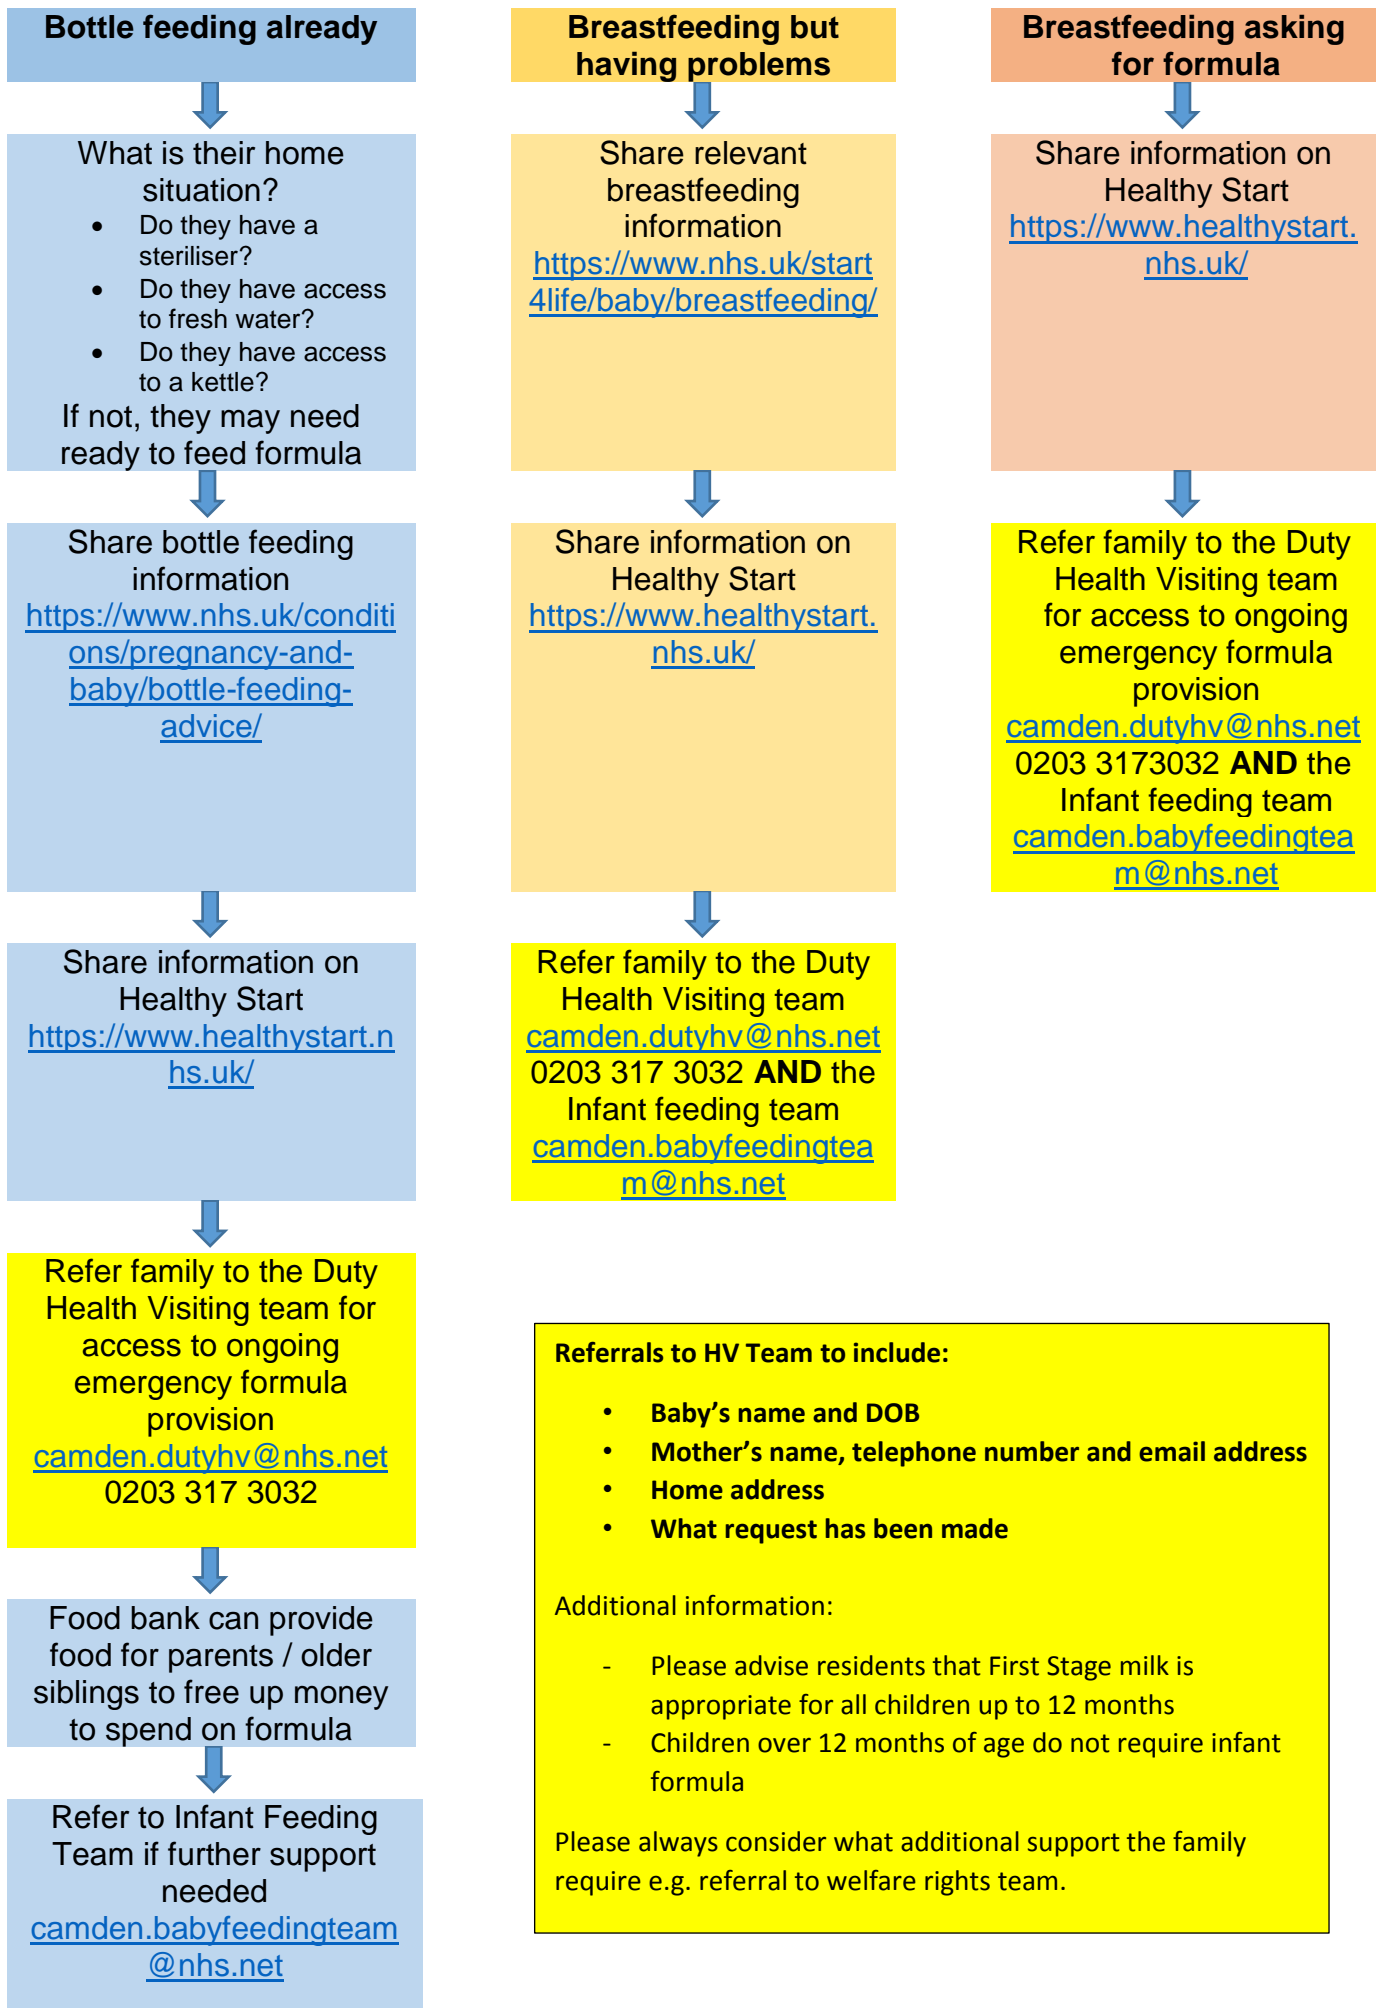 Bottle feeding already
What is their home
situation?
• Do they have a
steriliser?
• Do they have access
to fresh water?
• Do they have access
to a kettle?
If not, they may need
ready to feed formula
Share bottle feeding
information
https://www.nhs.uk/conditi
ons/pregnancy-and-
baby/bottle-feeding-
advice/
Share information on
Healthy Start
https://www.healthystart.n
hs.uk/
Refer family to the Duty
Health Visiting team for
access to ongoing
emergency formula
provision
camden.dutyhv@nhs.net
0203 317 3032
Food bank can provide
food for parents / older
siblings to free up money
to spend on formula
Refer to Infant Feeding
Team if further support
needed
camden.babyfeedingteam
@nhs.net
Breastfeeding but
having problems
Share relevant
breastfeeding
information
https://www.nhs.uk/start
4life/baby/breastfeeding/
Share information on
Healthy Start
https://www.healthystart.
nhs.uk/
Refer family to the Duty
Health Visiting team
camden.dutyhv@nhs.net
0203 317 3032 AND the
Infant feeding team
camden.babyfeedingtea
m@nhs.net
Breastfeeding asking
for formula
Share information on
Healthy Start
https://www.healthystart.
nhs.uk/
Refer family to the Duty
Health Visiting team
for access to ongoing
emergency formula
provision
camden.dutyhv@nhs.net
0203 3173032 AND the
Infant feeding team
camden.babyfeedingtea
m@nhs.net
Referrals to HV Team to include:
• Baby’s name and DOB
• Mother’s name, telephone number and email address
• Home address
• What request has been made
Additional information:
- Please advise residents that First Stage milk is
appropriate for all children up to 12 months
- Children over 12 months of age do not require infant
formula
Please always consider what additional support the family
require e.g. referral to welfare rights team.